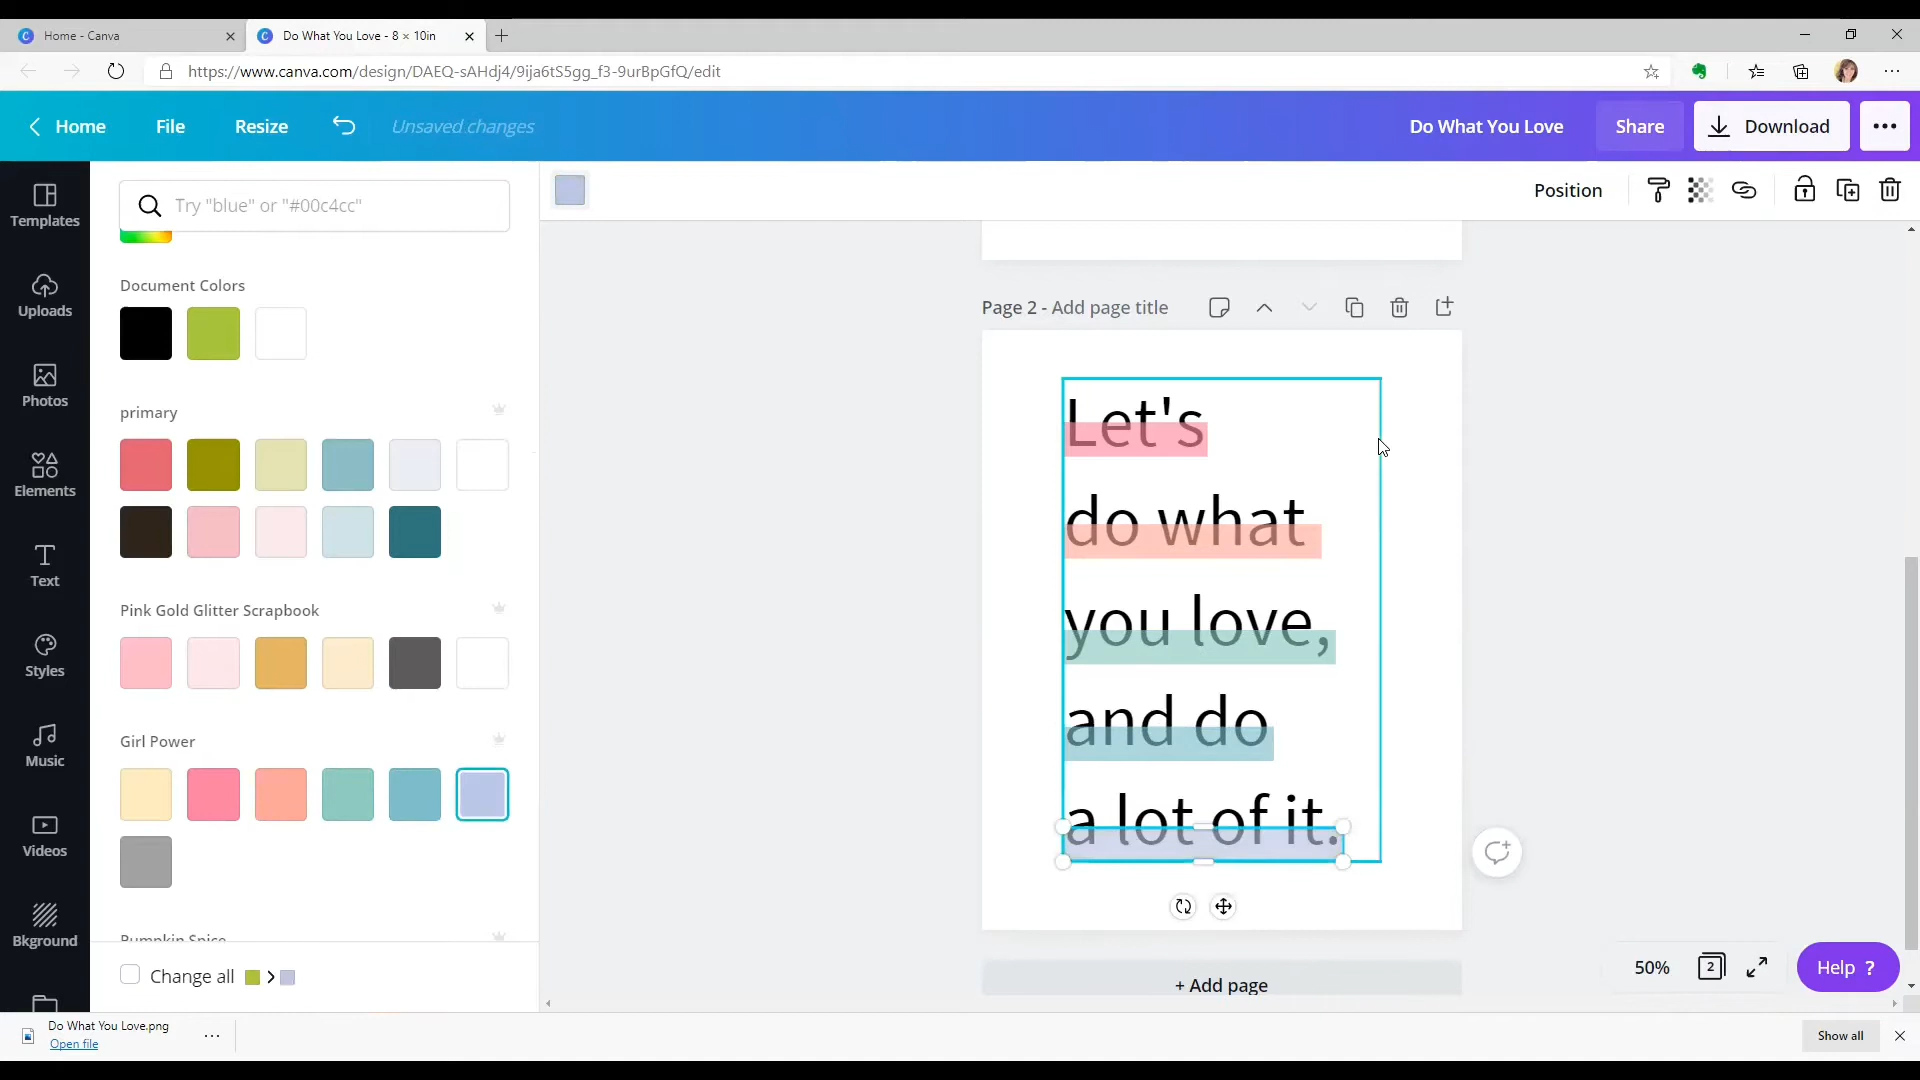 Home - Canva
Do What You Love - 8 × 10in
https://www.canva.com/design/DAEQ-sAHdj4/9ija6tS5gg_f3-9urBpGfQ/edit
Home
File
Resize
Unsaved changes
Do What You Love
Share
Download
Templates
Uploads
Photos
Elements
Text
Styles
Music
Videos
Bkground
Try "blue" or "#00c4cc"
Document Colors
primary
Pink Gold Glitter Scrapbook
Girl Power
Pumpkin Spice
Change all
Position
Page 2 - Add page title
Let's
do what
you love,
and do
a lot of it.
+ Add page
50%
2
Help ?
Do What You Love.png
Open file
Show all